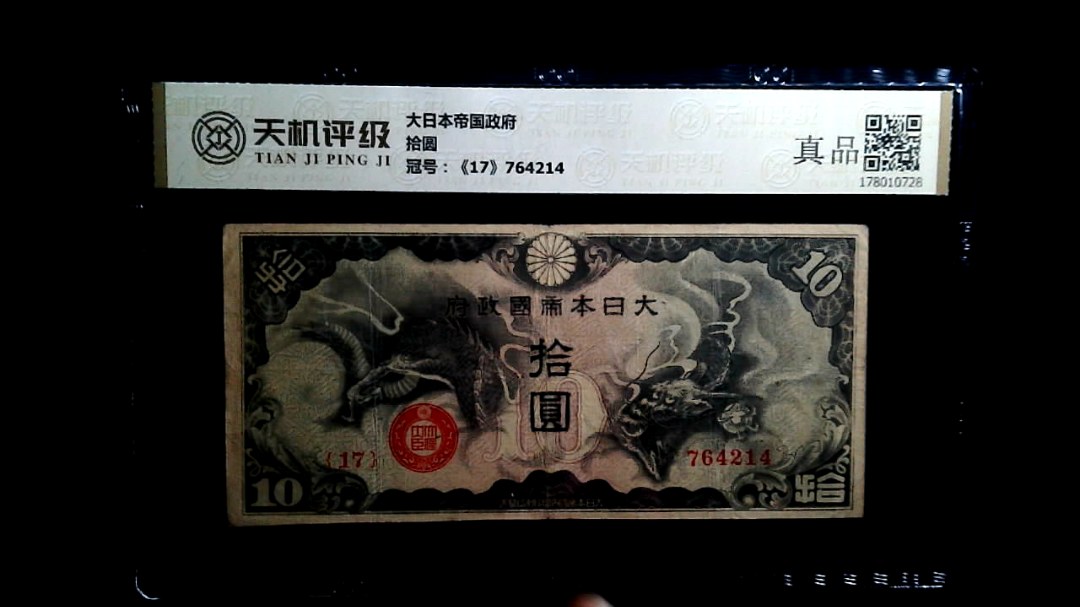 天机评级
TIAN JI PING JI
大日本帝国政府
拾圆
冠号：《17》764214
真品
178010728
拾
10
府政國帝本日大
拾
圓
10
{17}
764214
10
拾